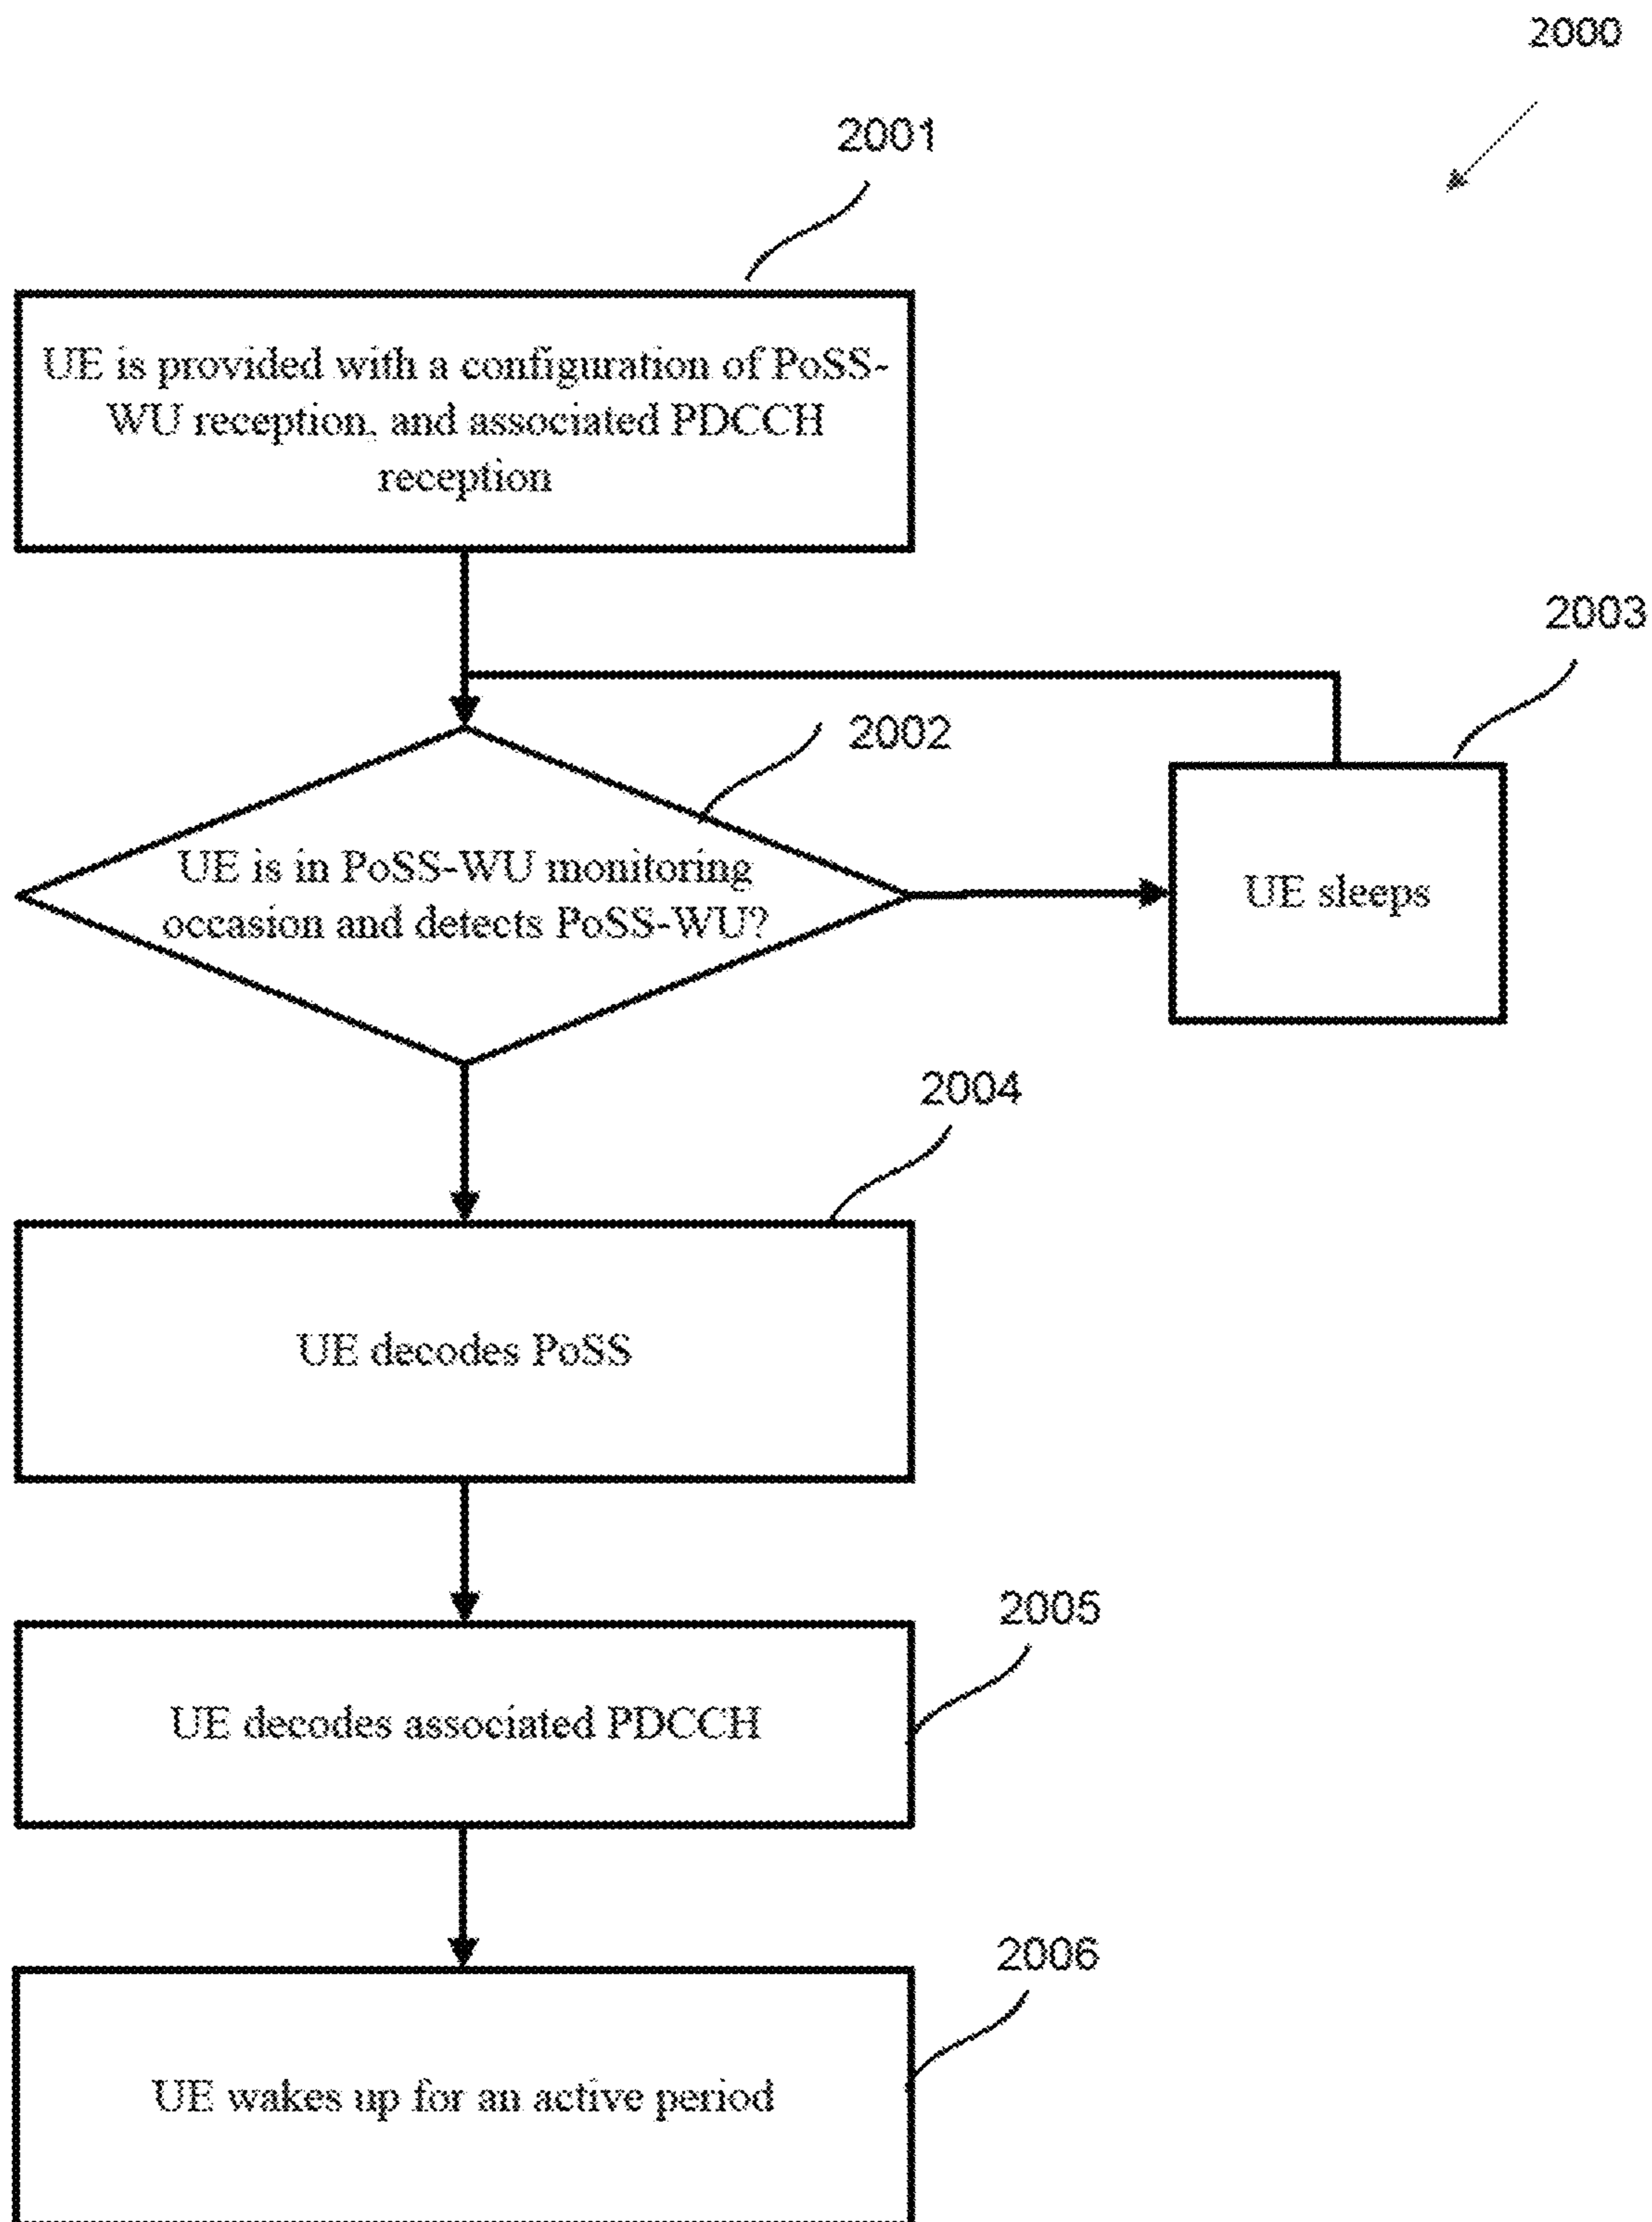 2000
2001
UE is provided with a configuration of PoSS-
WU reception, and associated PDCCH
reception
2003
2002
UE is in PoSS-WU monitoring
occasion and detects PoSS-WU?
UE sleeps
2004
UE decodes PoSS
2005
UE decodes associated PDCCH
2006
UE wakes up for an active period